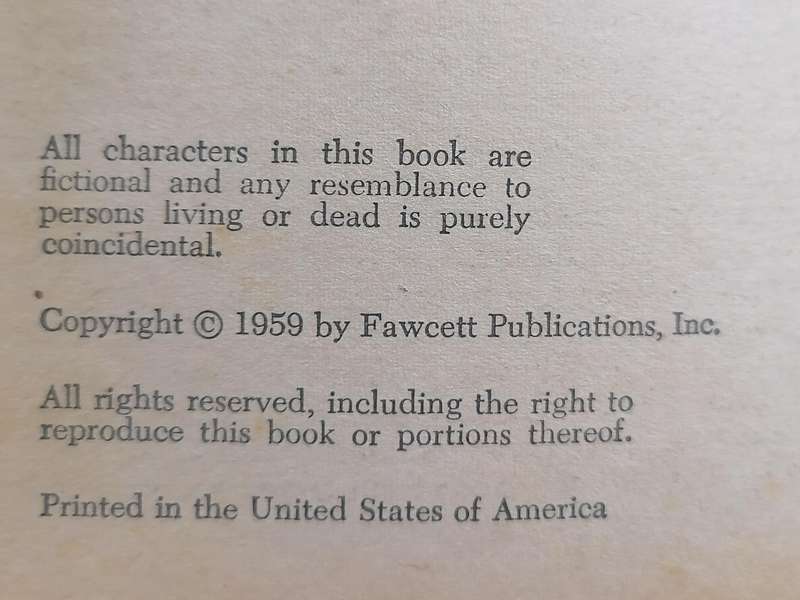 All characters in this book are
fictional and any resemblance to
persons living or dead is purely
coincidental.
Copyright © 1959 by Fawcett Publications, Inc.
All rights reserved, including the right to
reproduce this book or portions thereof.
Printed in the United States of America